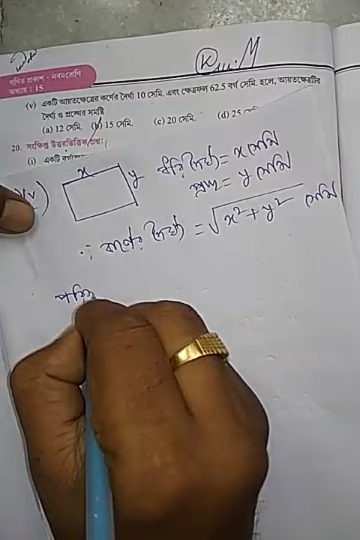 গণিত প্রকাশ - নবমশ্রেণি
অধ্যায় : 15
(v) একটি আয়তক্ষেত্রের কর্ণের দৈর্ঘ্য 10 সেমি. এবং ক্ষেত্রফল 62.5 বর্গ সেমি. হলে, আয়তক্ষেত্রটির
দৈর্ঘ্য ও প্রস্থের সমষ্টি
(a) 12 সেমি. (b) 15 সেমি. (c) 20 সেমি. (d) 25
20. সংক্ষিপ্ত উত্তরভিত্তিক প্রশ্ন:
(i) একটি
x
y
ধরি দৈর্ঘ্য = x সেমি
প্রস্থ = y সেমি
∴ কর্ণের দৈর্ঘ্য = √x² + y² সেমি